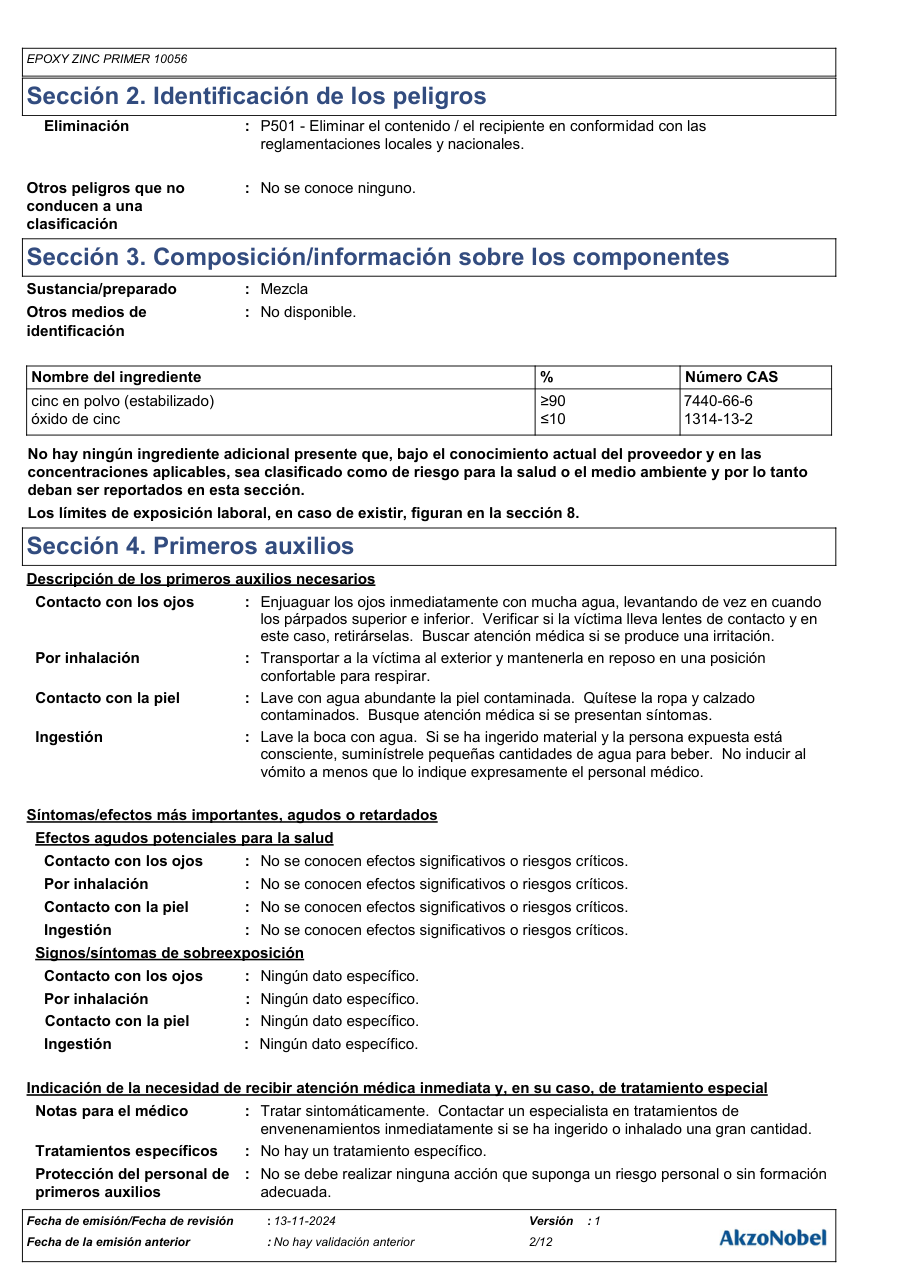 EPOXY ZINC PRIMER 10056
Sección 2. Identificación de los peligros
Eliminación : P501 - Eliminar el contenido / el recipiente en conformidad con las
reglamentaciones locales y nacionales.
Otros peligros que no : No se conoce ninguno.
conducen a una
clasificación
Sección 3. Composición/información sobre los componentes
Sustancia/preparado : Mezcla
Otros medios de : No disponible.
identificación
Nombre del ingrediente % Número CAS
cinc en polvo (estabilizado) ≥90 7440-66-6
óxido de cinc ≤10 1314-13-2
No hay ningún ingrediente adicional presente que, bajo el conocimiento actual del proveedor y en las
concentraciones aplicables, sea clasificado como de riesgo para la salud o el medio ambiente y por lo tanto
deban ser reportados en esta sección.
Los límites de exposición laboral, en caso de existir, figuran en la sección 8.
Sección 4. Primeros auxilios
Descripción de los primeros auxilios necesarios
Contacto con los ojos : Enjuaguar los ojos inmediatamente con mucha agua, levantando de vez en cuando
los párpados superior e inferior. Verificar si la víctima lleva lentes de contacto y en
este caso, retirárselas. Buscar atención médica si se produce una irritación.
Por inhalación : Transportar a la víctima al exterior y mantenerla en reposo en una posición
confortable para respirar.
Contacto con la piel : Lave con agua abundante la piel contaminada. Quítese la ropa y calzado
contaminados. Busque atención médica si se presentan síntomas.
Ingestión : Lave la boca con agua. Si se ha ingerido material y la persona expuesta está
consciente, suminístrele pequeñas cantidades de agua para beber. No inducir al
vómito a menos que lo indique expresamente el personal médico.
Síntomas/efectos más importantes, agudos o retardados
Efectos agudos potenciales para la salud
Contacto con los ojos : No se conocen efectos significativos o riesgos críticos.
Por inhalación : No se conocen efectos significativos o riesgos críticos.
Contacto con la piel : No se conocen efectos significativos o riesgos críticos.
Ingestión : No se conocen efectos significativos o riesgos críticos.
Signos/síntomas de sobreexposición
Contacto con los ojos : Ningún dato específico.
Por inhalación : Ningún dato específico.
Contacto con la piel : Ningún dato específico.
Ingestión : Ningún dato específico.
Indicación de la necesidad de recibir atención médica inmediata y, en su caso, de tratamiento especial
Notas para el médico : Tratar sintomáticamente. Contactar un especialista en tratamientos de
envenenamientos inmediatamente si se ha ingerido o inhalado una gran cantidad.
Tratamientos específicos : No hay un tratamiento específico.
Protección del personal de : No se debe realizar ninguna acción que suponga un riesgo personal o sin formación
primeros auxilios adecuada.
Fecha de emisión/Fecha de revisión : 13-11-2024 Versión : 1
Fecha de la emisión anterior : No hay validación anterior 2/12 AkzoNobel